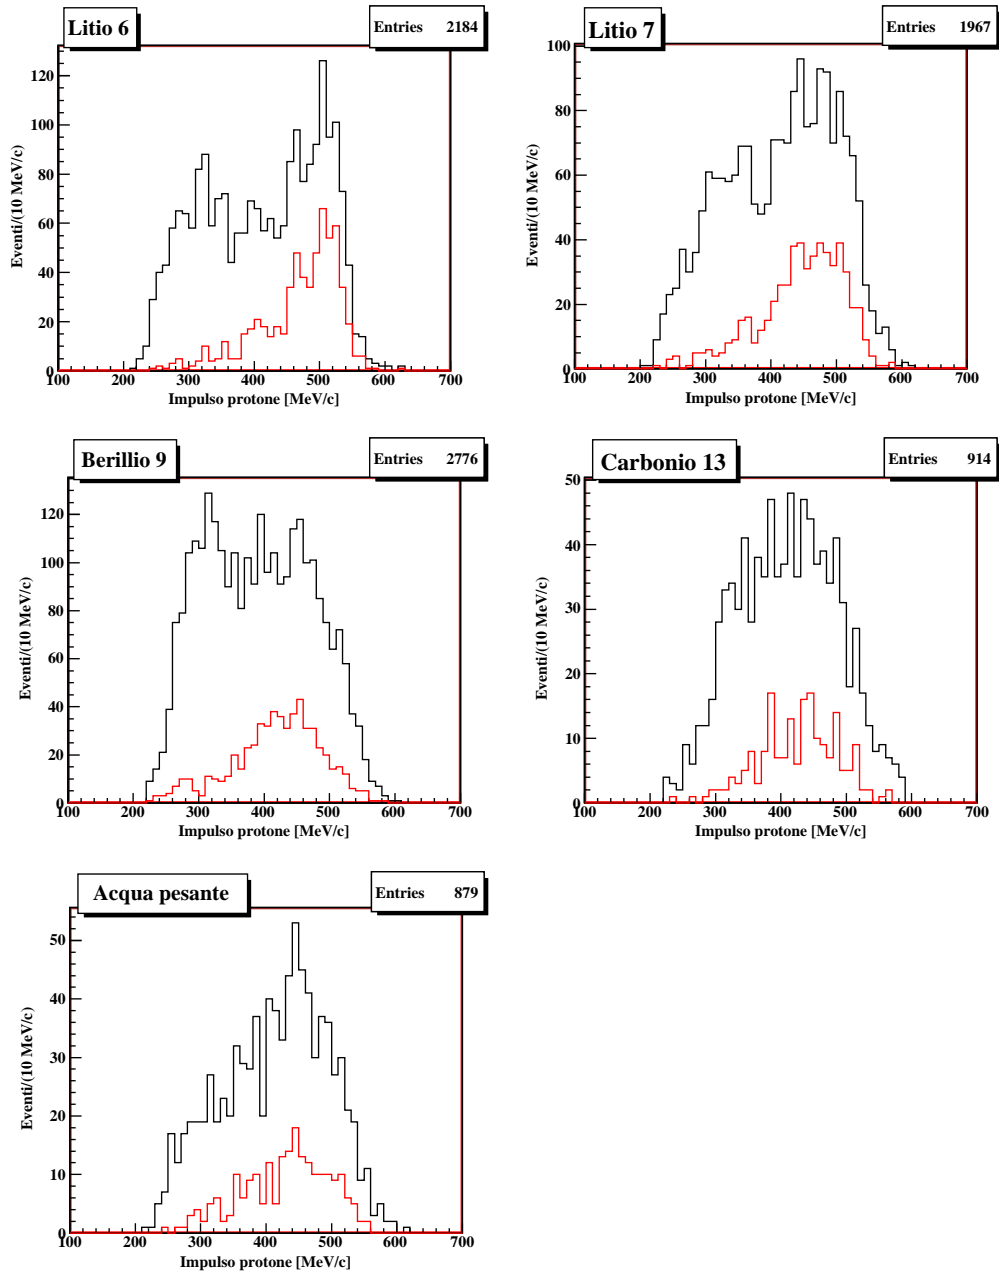 Litio 6
Entries 2184
Eventi/(10 MeV/c)
120
100
80
60
40
20
0
100 200 300 400 500 600 700
Impulso protone [MeV/c]
Litio 7
Entries 1967
Eventi/(10 MeV/c)
100
80
60
40
20
0
100 200 300 400 500 600 700
Impulso protone [MeV/c]
Berillio 9
Entries 2776
Eventi/(10 MeV/c)
120
100
80
60
40
20
0
100 200 300 400 500 600 700
Impulso protone [MeV/c]
Carbonio 13
Entries 914
Eventi/(10 MeV/c)
50
40
30
20
10
0
100 200 300 400 500 600 700
Impulso protone [MeV/c]
Acqua pesante
Entries 879
Eventi/(10 MeV/c)
50
40
30
20
10
0
100 200 300 400 500 600 700
Impulso protone [MeV/c]